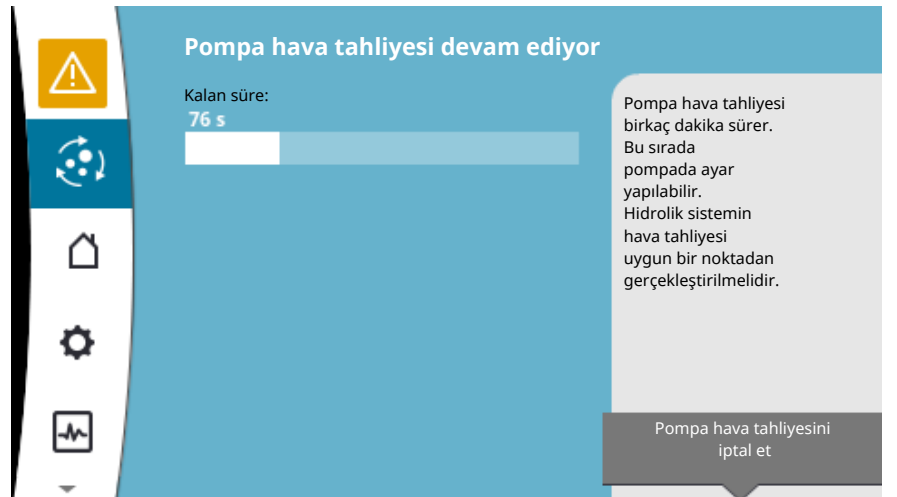 Pompa hava tahliyesi devam ediyor
Kalan süre:
76 s
Pompa hava tahliyesi
birkaç dakika sürer.
Bu sırada
pompada ayar
yapılabilir.
Hidrolik sistemin
hava tahliyesi
uygun bir noktadan
gerçekleştirilmelidir.
Pompa hava tahliyesini
iptal et